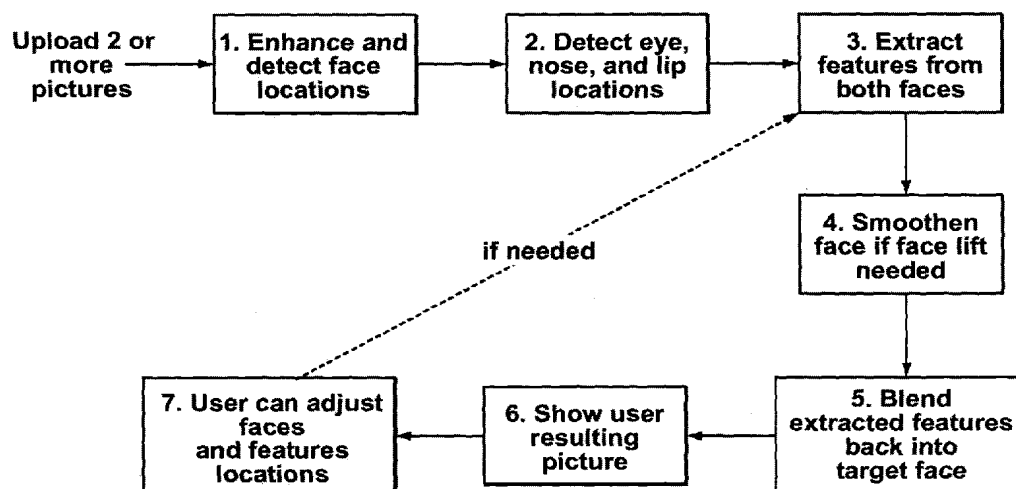 Upload 2 or
more
pictures
1. Enhance and
detect face
locations
2. Detect eye,
nose, and lip
locations
3. Extract
features from
both faces
4. Smoothen
face if face lift
needed
if needed
5. Blend
extracted features
back into
target face
6. Show user
resulting
picture
7. User can adjust
faces
and features
locations